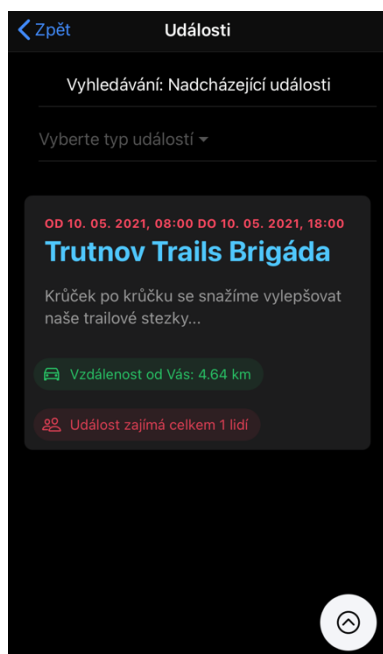 Zpět
Události
Vyhledávání: Nadcházející události
Vyberte typ událostí
OD 10. 05. 2021, 08:00 DO 10. 05. 2021, 18:00
Trutnov Trails Brigáda
Krůček po krůčku se snažíme vylepšovat
naše trailové stezky...
Vzdálenost od Vás: 4.64 km
Událost zajímá celkem 1 lidí